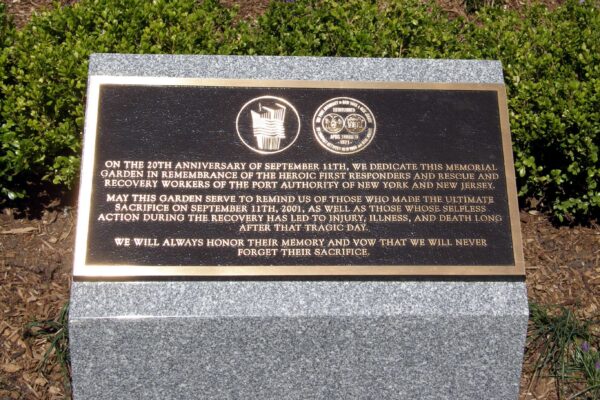 ON THE 20TH ANNIVERSARY OF SEPTEMBER 11TH, WE DEDICATE THIS MEMORIAL
GARDEN IN REMEMBRANCE OF THE HEROIC FIRST RESPONDERS AND RESCUE AND
RECOVERY WORKERS OF THE PORT AUTHORITY OF NEW YORK AND NEW JERSEY.
MAY THIS GARDEN SERVE TO REMIND US OF THOSE WHO MADE THE ULTIMATE
SACRIFICE ON SEPTEMBER 11TH, 2001, AS WELL AS THOSE WHOSE SELFLESS
ACTION DURING THE RECOVERY HAS LED TO INJURY, ILLNESS, AND DEATH LONG
AFTER THAT TRAGIC DAY.
WE WILL ALWAYS HONOR THEIR MEMORY AND VOW THAT WE WILL NEVER
FORGET THEIR SACRIFICE.